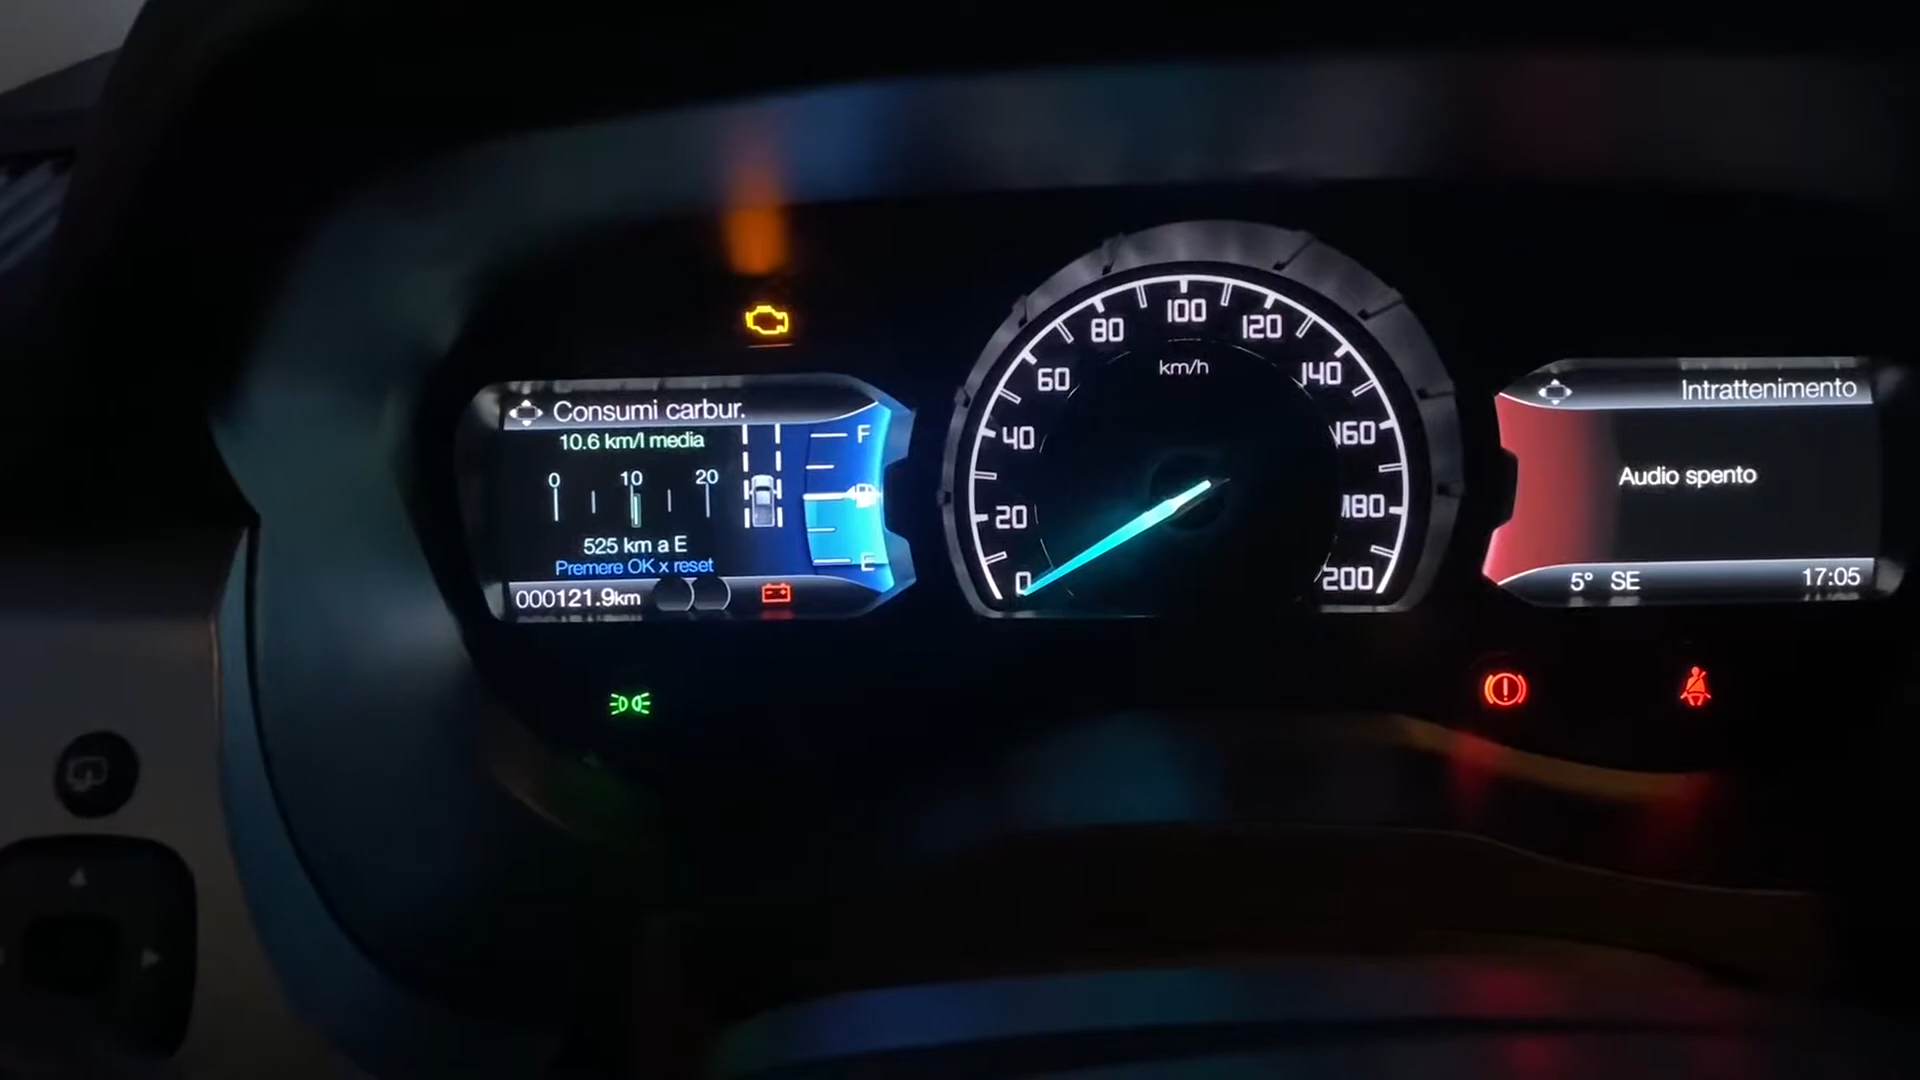 Consumi carbur.
10.6 km/l media
0 10 20
525 km a E
Premere OK x reset
000121.9km
F
E
0
20
40
60
80
100
120
140
160
180
200
km/h
Intrattenimento
Audio spento
5° SE
17:05